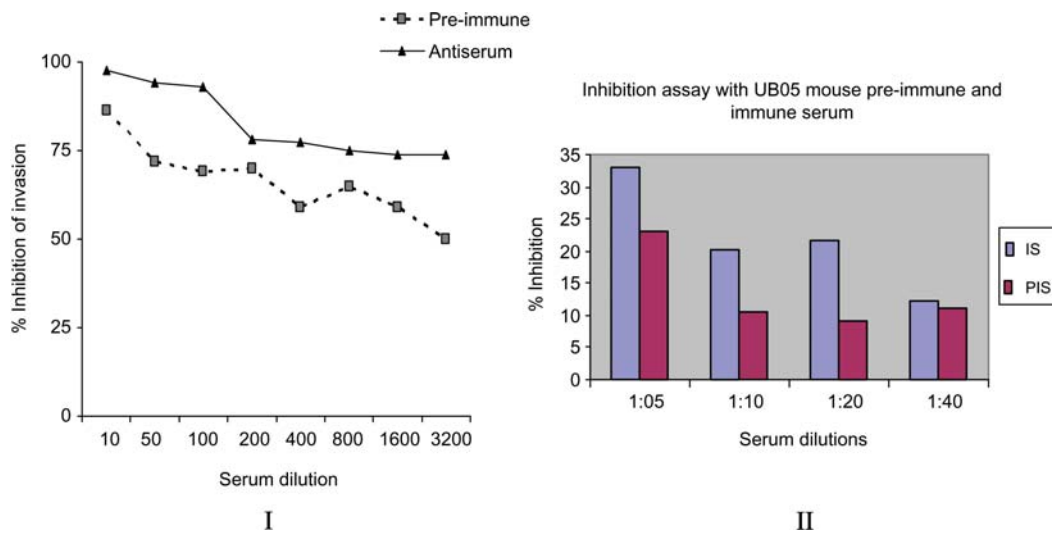 Pre-immune
Antiserum
100
75
50
25
0
% Inhibition of invasion
10 50 100 200 400 800 1600 3200
Serum dilution
I
Inhibition assay with UB05 mouse pre-immune and
immune serum
35
30
25
20
15
10
5
0
% Inhibition
1:05 1:10 1:20 1:40
Serum dilutions
IS
PIS
II